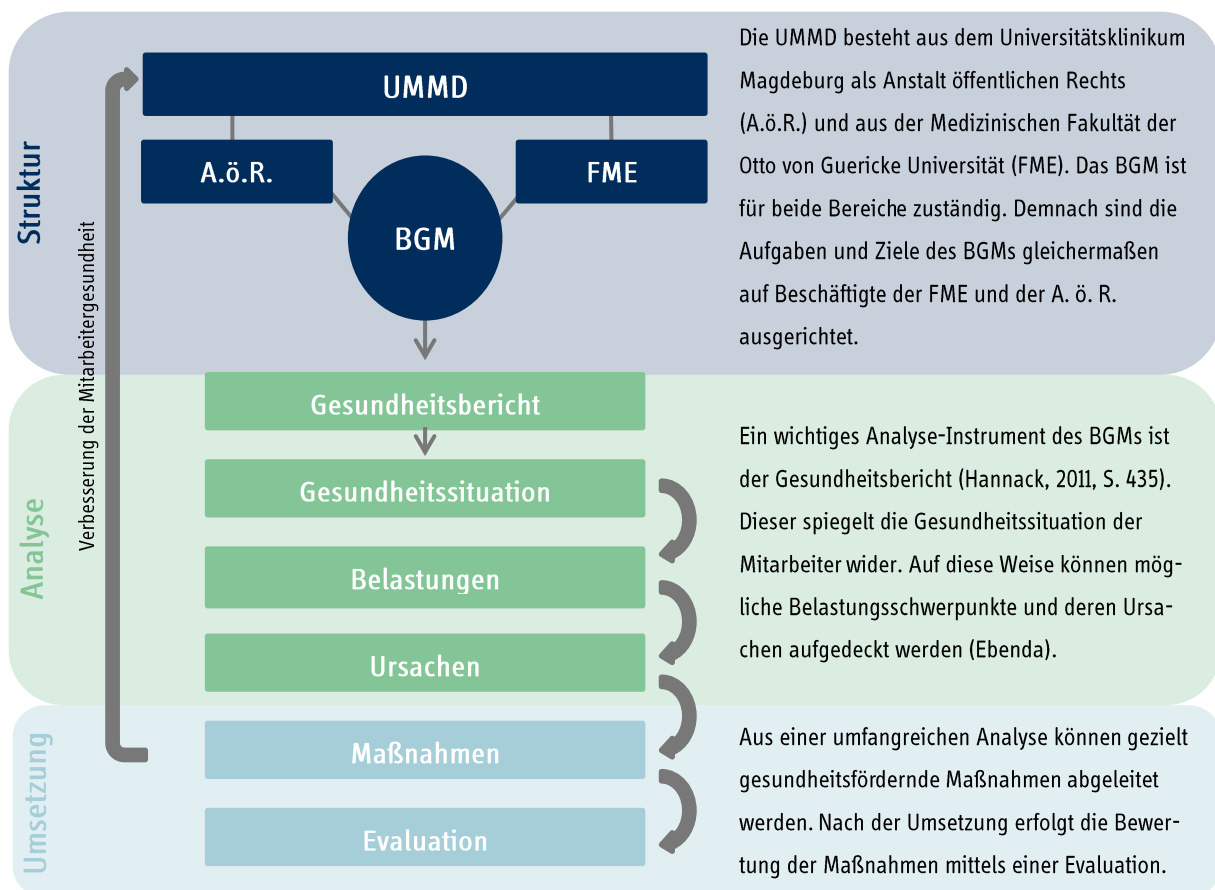 Struktur
UMMD
A.ö.R.
FME
BGM
Die UMMD besteht aus dem Universitätsklinikum
Magdeburg als Anstalt öffentlichen Rechts
(A.ö.R.) und aus der Medizinischen Fakultät der
Otto von Guericke Universität (FME). Das BGM ist
für beide Bereiche zuständig. Demnach sind die
Aufgaben und Ziele des BGMs gleichermaßen
auf Beschäftigte der FME und der A. ö. R.
ausgerichtet.
Verbesserung der Mitarbeitergesundheit
Analyse
Gesundheitsbericht
Gesundheitssituation
Belastungen
Ursachen
Ein wichtiges Analyse-Instrument des BGMs ist
der Gesundheitsbericht (Hannack, 2011, S. 435).
Dieser spiegelt die Gesundheitssituation der
Mitarbeiter wider. Auf diese Weise können mög-
liche Belastungsschwerpunkte und deren Ursa-
chen aufgedeckt werden (Ebenda).
Umsetzung
Maßnahmen
Evaluation
Aus einer umfangreichen Analyse können gezielt
gesundheitsfördernde Maßnahmen abgeleitet
werden. Nach der Umsetzung erfolgt die Bewer-
tung der Maßnahmen mittels einer Evaluation.